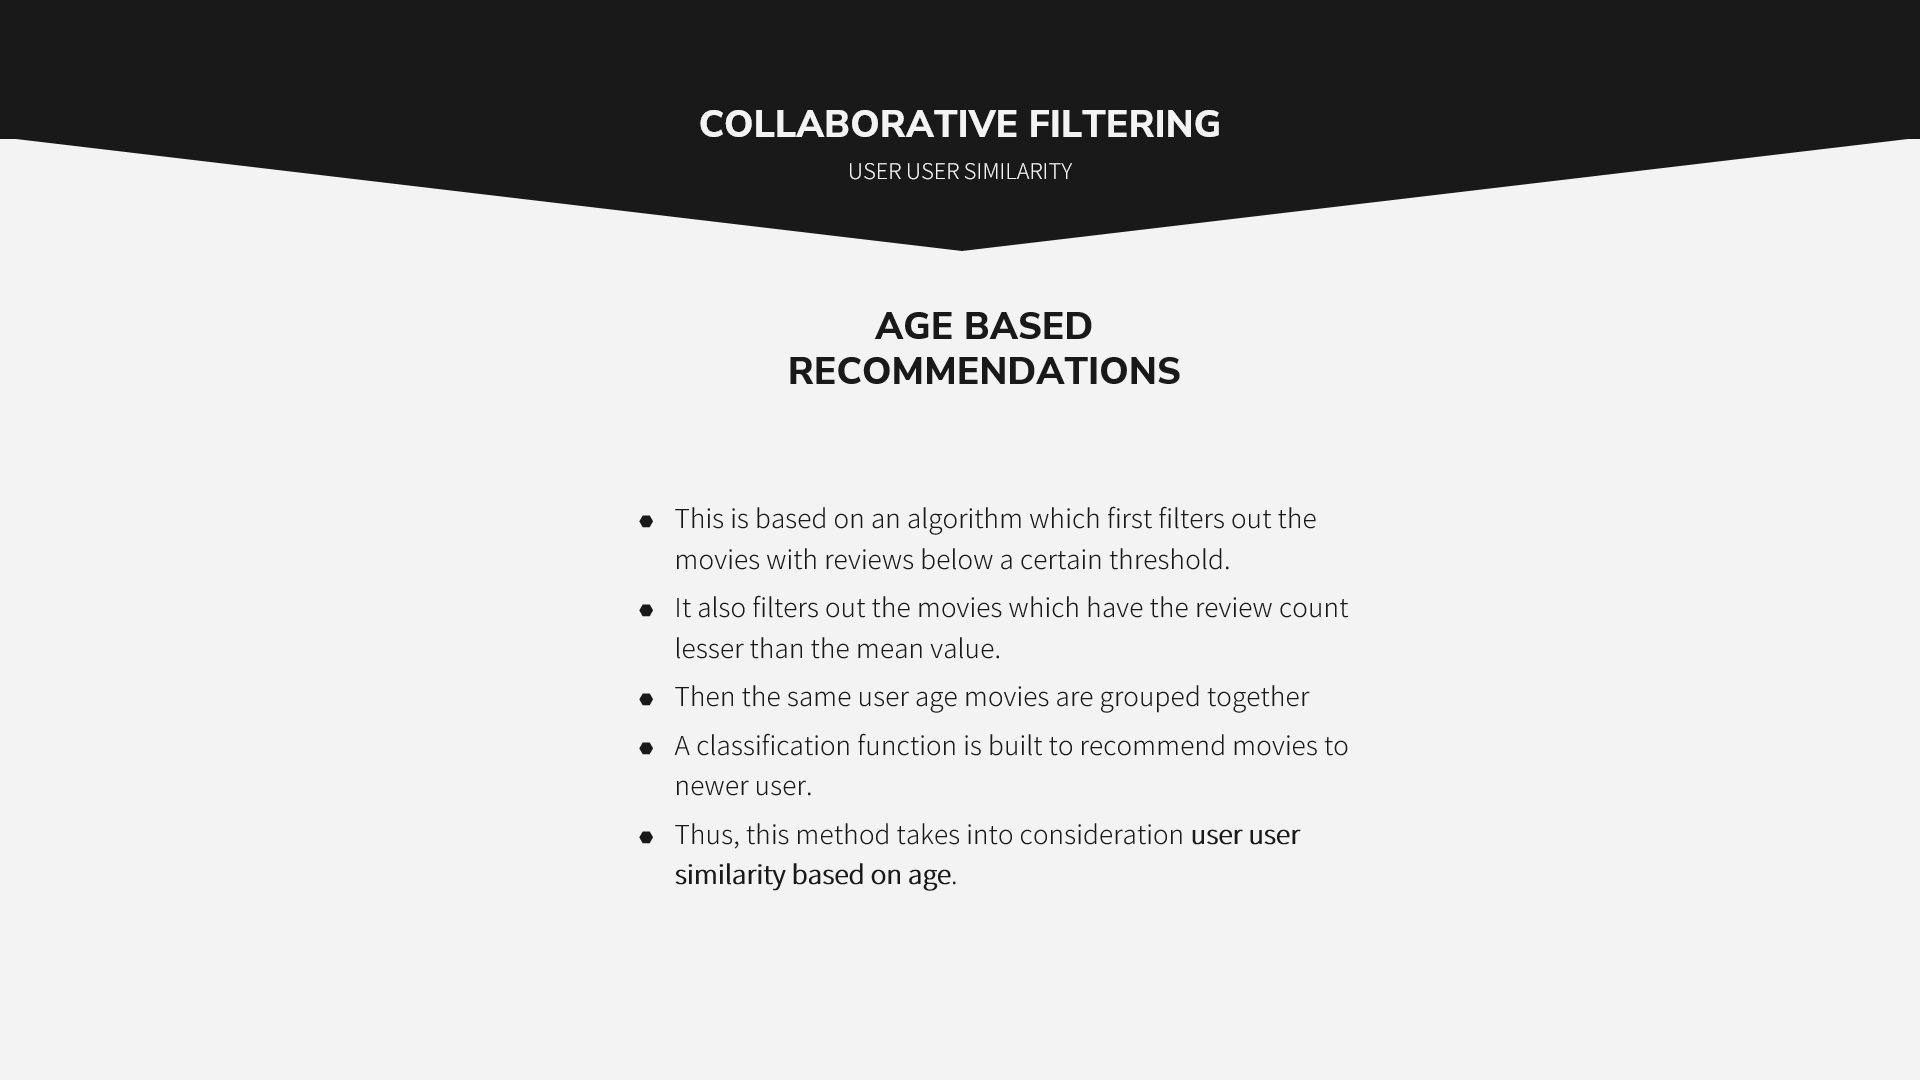 COLLABORATIVE FILTERING
USER USER SIMILARITY
AGE BASED
RECOMMENDATIONS
This is based on an algorithm which first filters out the
movies with reviews below a certain threshold.
It also filters out the movies which have the review count
lesser than the mean value.
Then the same user age movies are grouped together
A classification function is built to recommend movies to
newer user.
Thus, this method takes into consideration user user
similarity based on age.